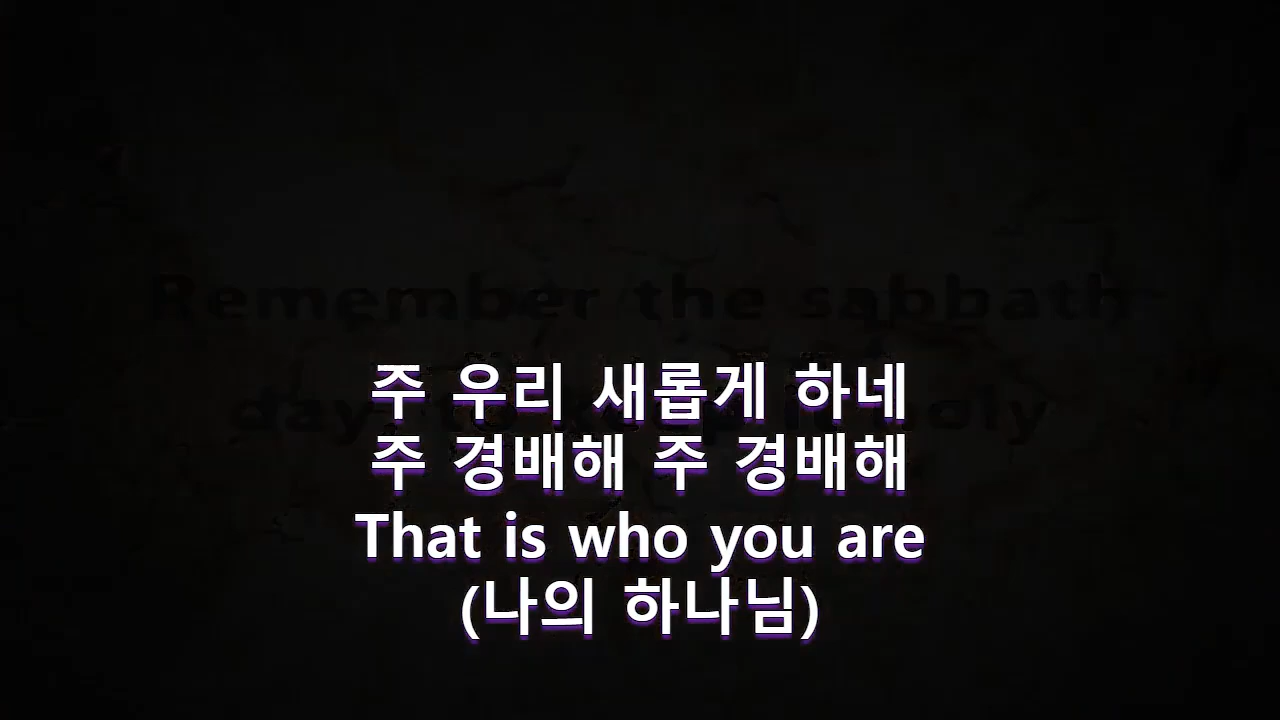 Remember the sabbath
day, to keep it holy
주 우리 새롭게 하네
주 경배해 주 경배해
That is who you are
(나의 하나님)